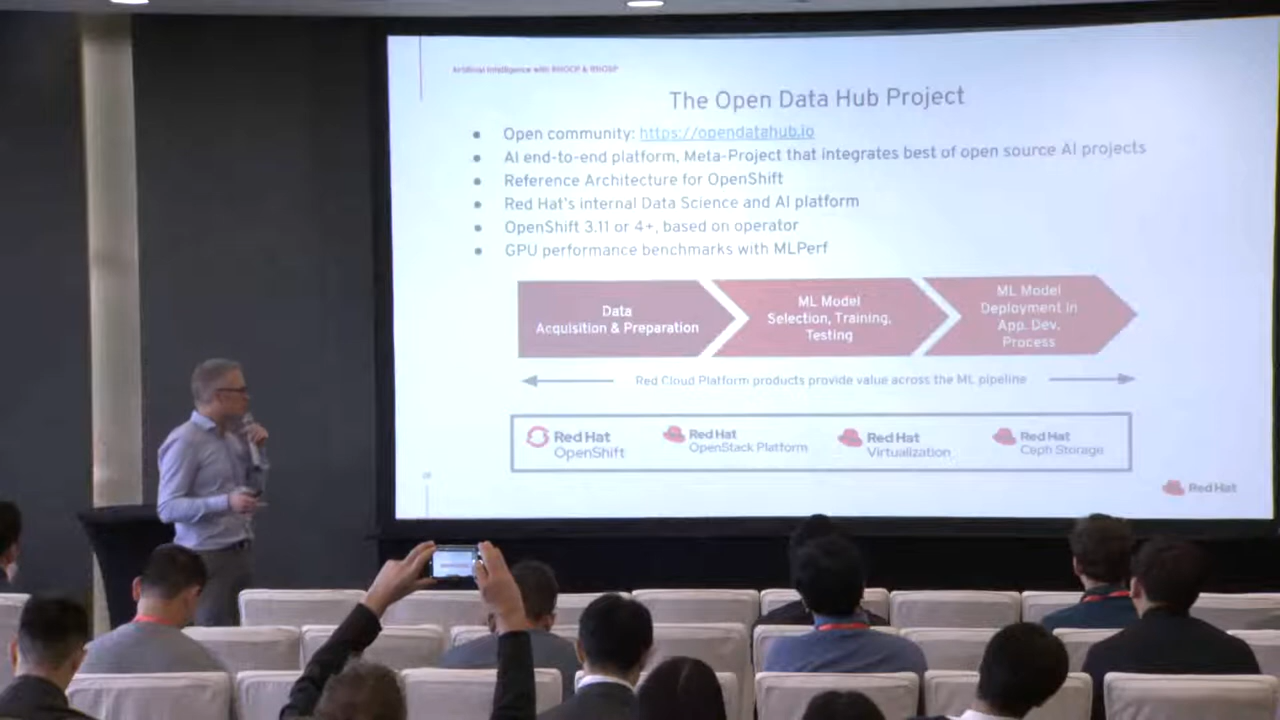 Artificial Intelligence with RHOCP & RHOSP
The Open Data Hub Project
Open community: https://opendatahub.io
AI end-to-end platform, Meta-Project that integrates best of open source AI projects
Reference Architecture for OpenShift
Red Hat's internal Data Science and AI platform
OpenShift 3.11 or 4+, based on operator
GPU performance benchmarks with MLPerf
Data
Acquisition & Preparation
ML Model
Selection, Training,
Testing
ML Model
Deployment in
App. Dev.
Process
Red Cloud Platform products provide value across the ML pipeline
Red Hat
OpenShift
Red Hat
OpenStack Platform
Red Hat
Virtualization
Red Hat
Ceph Storage
Red Hat